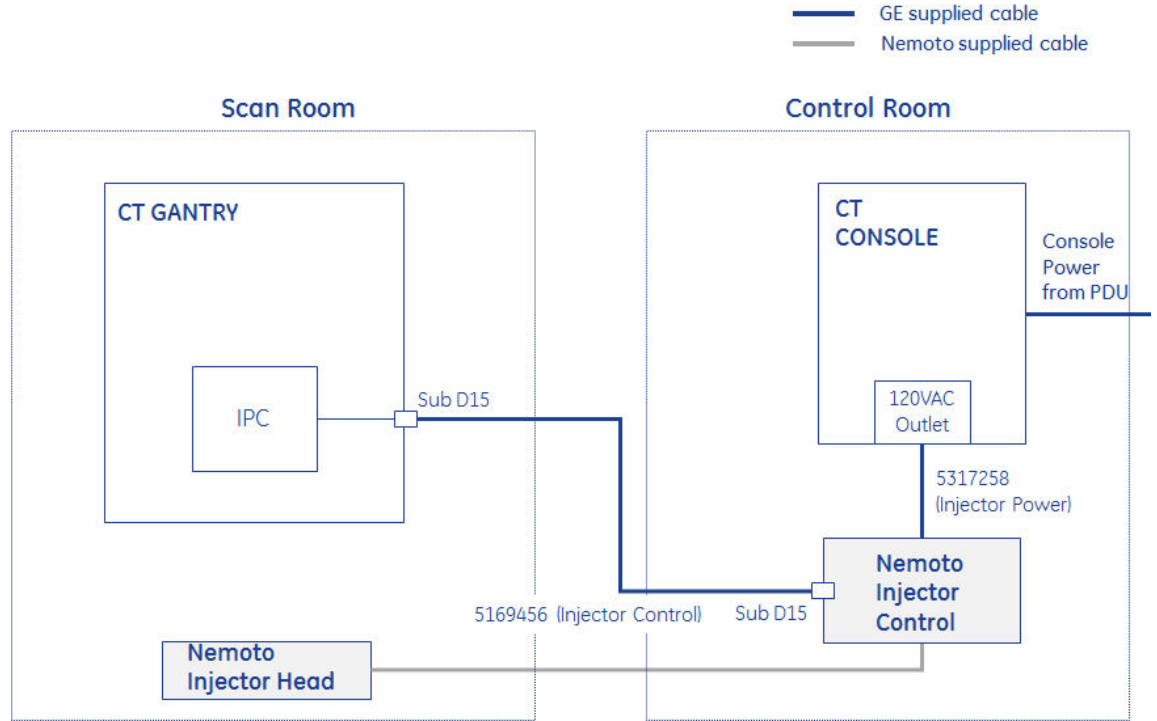 GE supplied cable
Nemoto supplied cable
Scan Room
Control Room
CT GANTRY
CT
CONSOLE
Console
Power
from PDU
IPC
Sub D15
120VAC
Outlet
5317258
(Injector Power)
Nemoto
Injector
Control
5169456 (Injector Control)
Sub D15
Nemoto
Injector Head